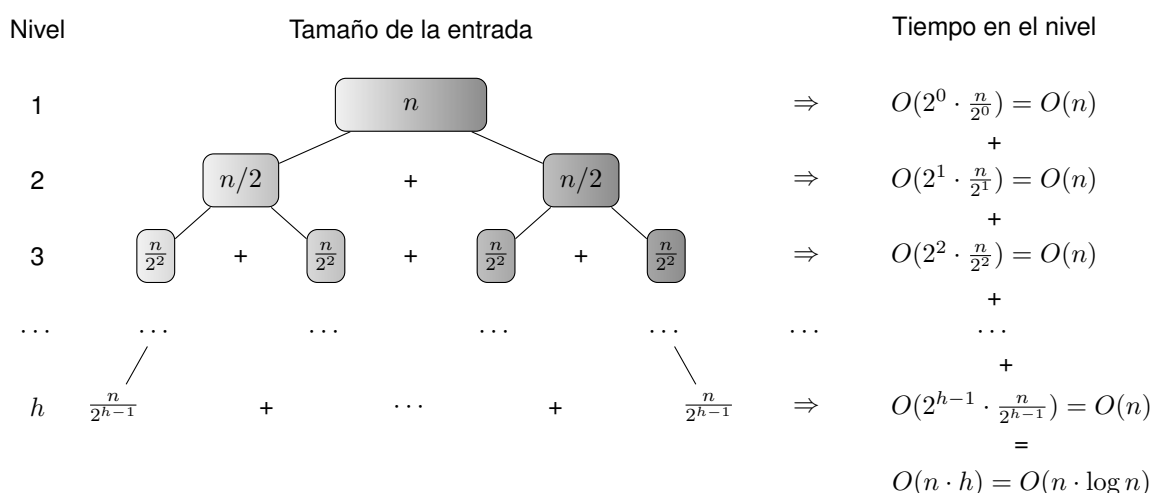 Nivel Tamaño de la entrada Tiempo en el nivel
1 n ⇒ O(2^0 · n/2^0) = O(n)
+
2 n/2 + n/2 ⇒ O(2^1 · n/2^1) = O(n)
+
3 n/2^2 + n/2^2 + n/2^2 + n/2^2 ⇒ O(2^2 · n/2^2) = O(n)
+
··· ··· ··· ··· ··· ··· ···
+
h n/2^{h−1} + ··· + n/2^{h−1} ⇒ O(2^{h−1} · n/2^{h−1}) = O(n)
=
O(n · h) = O(n · log n)